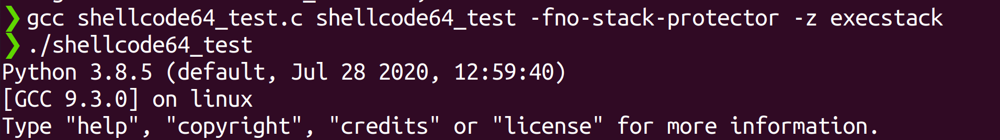 ❯ gcc shellcode64_test.c shellcode64_test -fno-stack-protector -z execstack
❯ ./shellcode64_test
Python 3.8.5 (default, Jul 28 2020, 12:59:40)
[GCC 9.3.0] on linux
Type "help", "copyright", "credits" or "license" for more information.